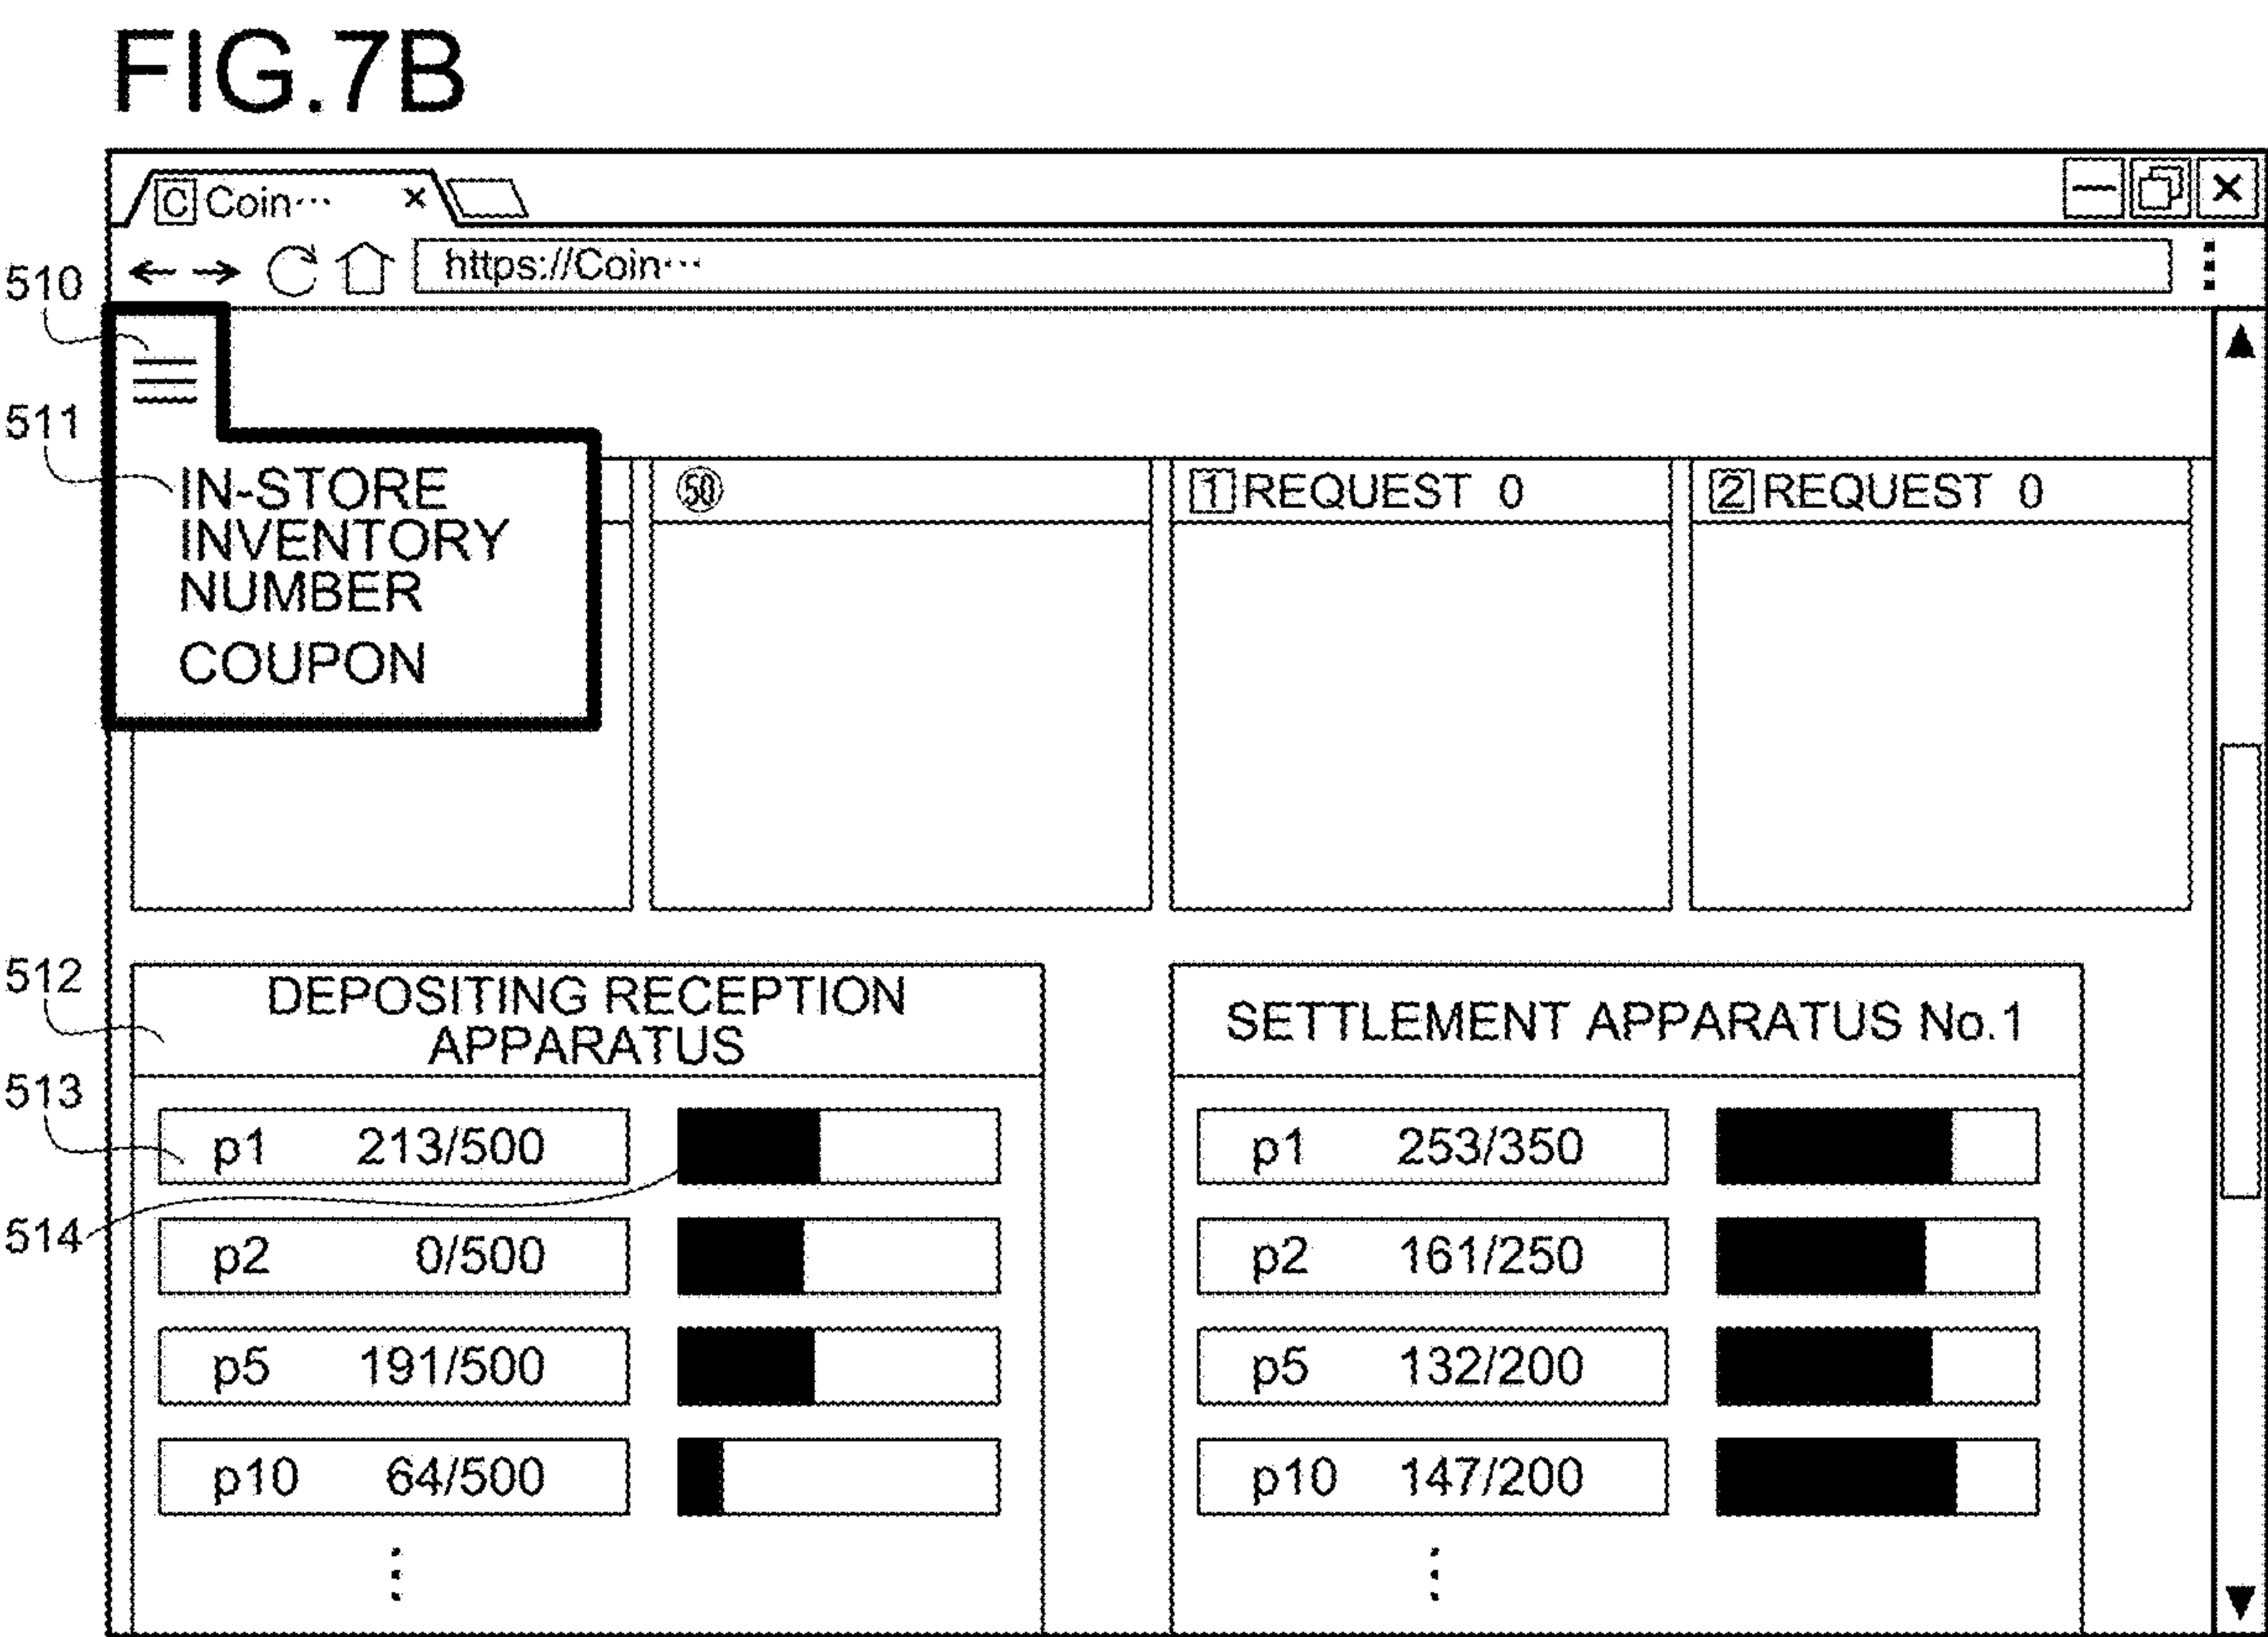 FIG.7B
C Coin… ×
https://Coin…
510
511
IN-STORE
INVENTORY
NUMBER
COUPON
50
1 REQUEST 0
2 REQUEST 0
512
DEPOSITING RECEPTION
APPARATUS
513
p1 213/500
514
p2 0/500
p5 191/500
p10 64/500
SETTLEMENT APPARATUS No.1
p1 253/350
p2 161/250
p5 132/200
p10 147/200